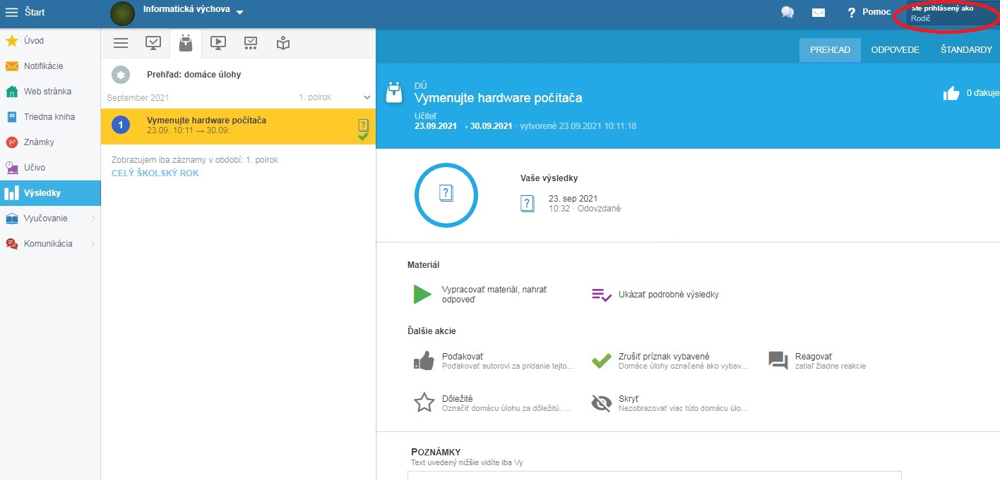 Štart
Informatická výchova
Pomoc
Ste prihlásený ako
Rodič
Úvod
Notifikácie
Web stránka
Triedna kniha
Známky
Učivo
Výsledky
Vyučovanie
Komunikácia
Prehľad: domáce úlohy
September 2021
1. polrok
1
Vymenujte hardware počítača
23.09. 10:11 → 30.09.
Zobrazujem iba záznamy v období: 1. polrok
CELÝ ŠKOLSKÝ ROK
PREHĽAD
ODPOVEDE
ŠTANDARDY
DÚ
Vymenujte hardware počítača
Učiteľ
23.09.2021 › 30.09.2021 · vytvorené 23.09.2021 10:11:18
0 ďakuje
Vaše výsledky
23. sep 2021
10:32 · Odovzdané
Materiál
Vypracovať materiál, nahrať
odpoveď
Ukázať podrobné výsledky
Ďalšie akcie
Poďakovať
Poďakovať autorovi za pridanie tejto...
Zrušiť príznak vybavené
Domáce úlohy označené ako vybav...
Reagovať
zatiaľ žiadne reakcie
Dôležité
Označiť domácu úlohu za dôležitú. ...
Skryť
Nezobrazovať viac túto domácu úlo...
POZNÁMKY
Text uvedený nižšie vidíte iba Vy